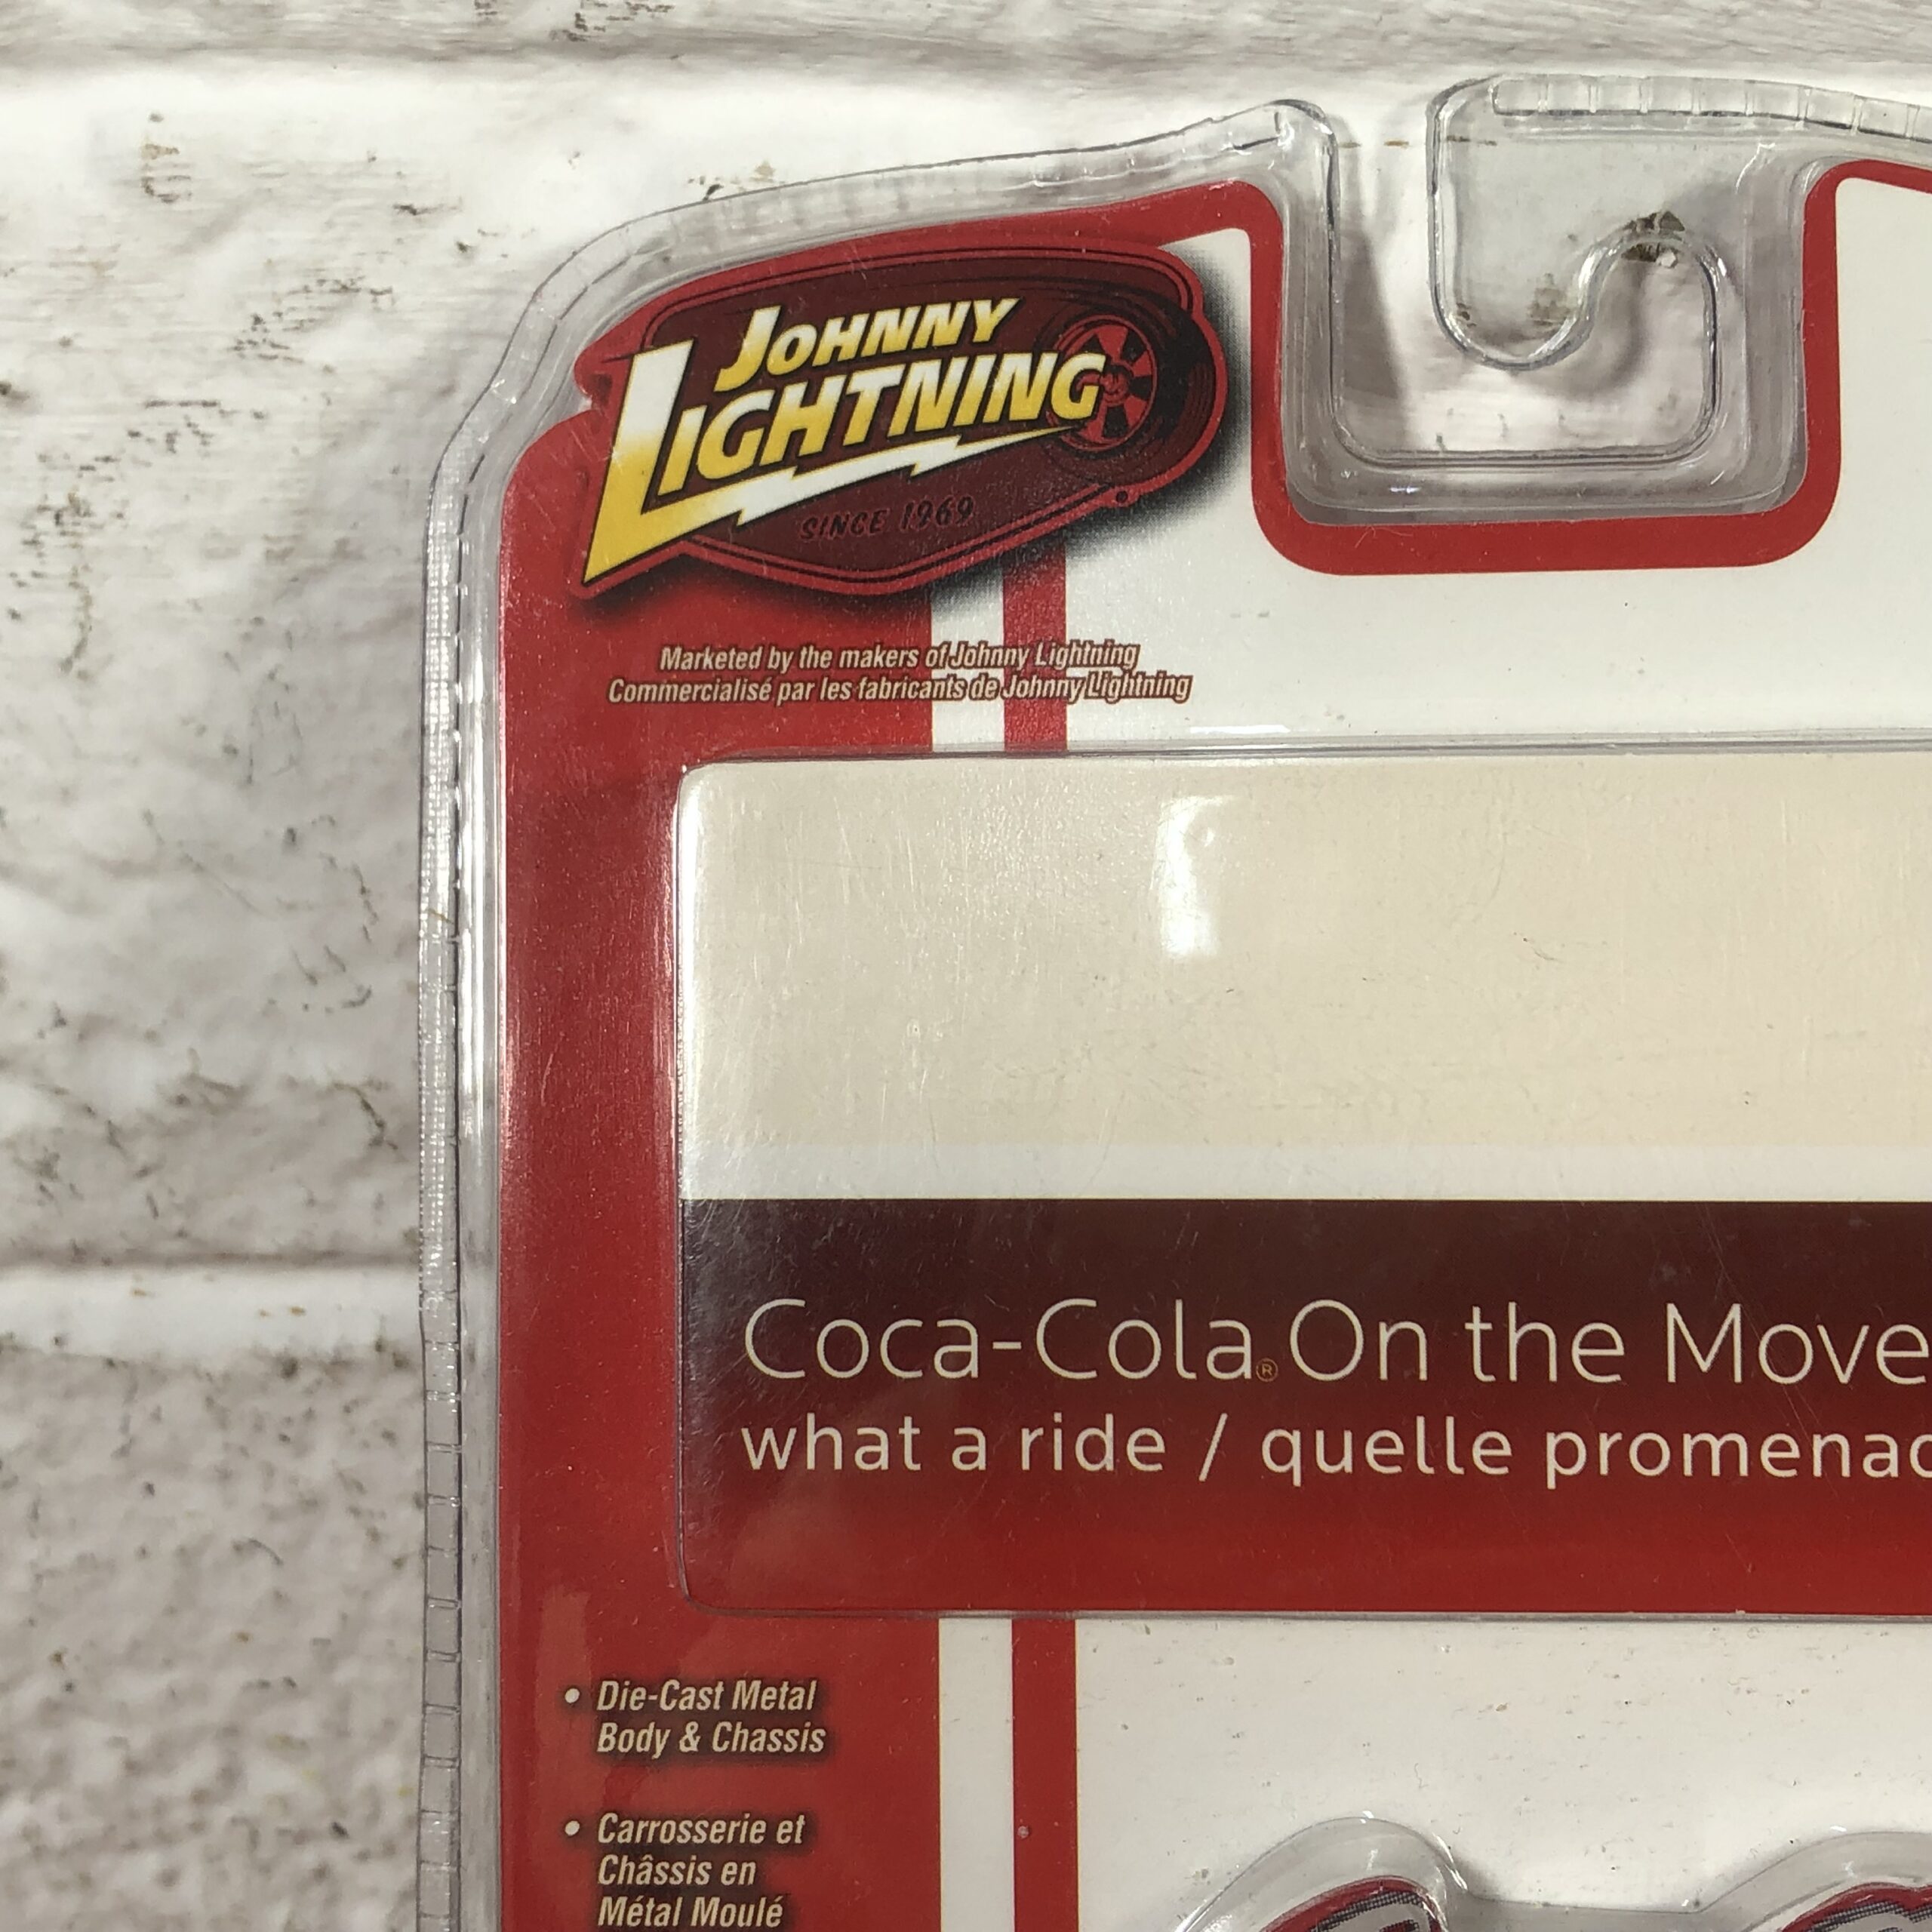 JOHNNY
LIGHTNING
SINCE 1969
Marketed by the makers of Johnny Lightning
Commercialisé par les fabricants de Johnny Lightning
Coca-Cola® On the Move
what a ride / quelle promenad
• Die-Cast Metal
Body & Chassis
• Carrosserie et
Châssis en
Métal Moulé